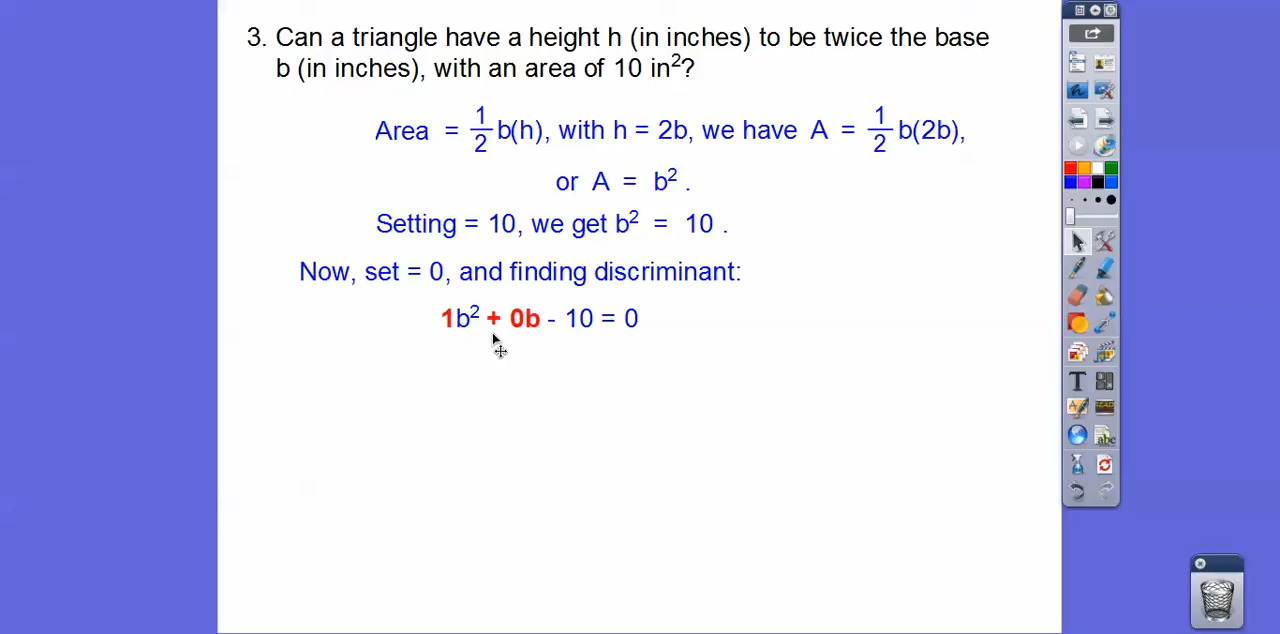 3. Can a triangle have a height h (in inches) to be twice the base
b (in inches), with an area of 10 in²?
Area = 1/2 b(h), with h = 2b, we have A = 1/2 b(2b),
or A = b² .
Setting = 10, we get b² = 10 .
Now, set = 0, and finding discriminant:
1b² + 0b - 10 = 0